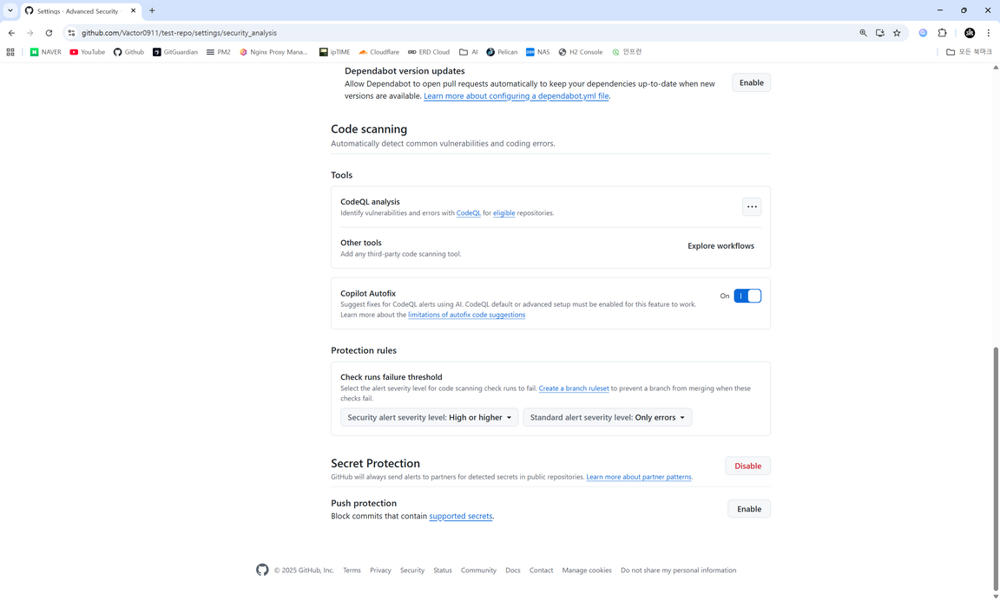 Settings · Advanced Security
github.com/Vactor0911/test-repo/settings/security_analysis
NAVER
YouTube
Github
GitGuardian
PM2
Nginx Proxy Mana...
ipTIME
Cloudflare
ERD ERD Cloud
AI
Pelican
DSM NAS
H2 Console
인프런
모든 북마크
Dependabot version updates
Allow Dependabot to open pull requests automatically to keep your dependencies up-to-date when new
versions are available. Learn more about configuring a dependabot.yml file.
Enable
Code scanning
Automatically detect common vulnerabilities and coding errors.
Tools
CodeQL analysis
Identify vulnerabilities and errors with CodeQL for eligible repositories.
Other tools
Add any third-party code scanning tool.
Explore workflows
Copilot Autofix
Suggest fixes for CodeQL alerts using AI. CodeQL default or advanced setup must be enabled for this feature to work.
Learn more about the limitations of autofix code suggestions
On
Protection rules
Check runs failure threshold
Select the alert severity level for code scanning check runs to fail. Create a branch ruleset to prevent a branch from merging when these
checks fail.
Security alert severity level: High or higher
Standard alert severity level: Only errors
Secret Protection
GitHub will always send alerts to partners for detected secrets in public repositories. Learn more about partner patterns.
Disable
Push protection
Block commits that contain supported secrets.
Enable
© 2025 GitHub, Inc. Terms Privacy Security Status Community Docs Contact Manage cookies Do not share my personal information